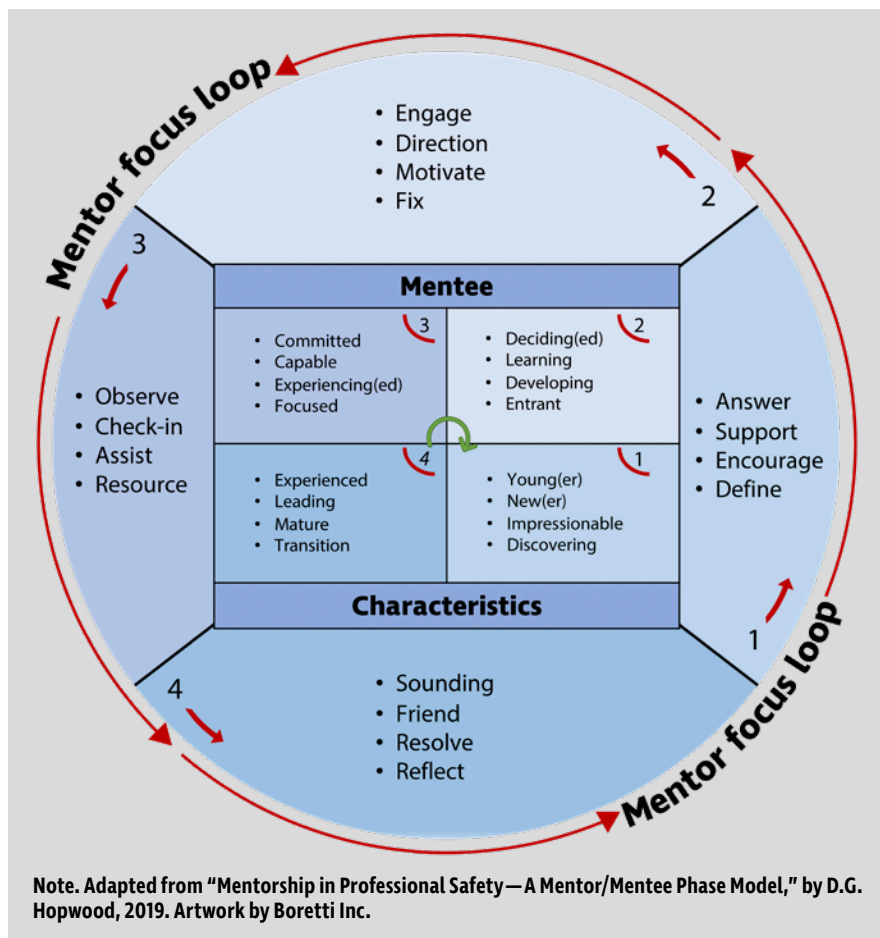 Mentor focus loop
• Engage
• Direction
• Motivate
• Fix
2
3
Mentee
• Committed
• Capable
• Experiencing(ed)
• Focused
3
• Deciding(ed)
• Learning
• Developing
• Entrant
2
• Observe
• Check-in
• Assist
• Resource
• Answer
• Support
• Encourage
• Define
• Experienced
• Leading
• Mature
• Transition
4
• Young(er)
• New(er)
• Impressionable
• Discovering
1
Characteristics
1
4
• Sounding
• Friend
• Resolve
• Reflect
Mentor focus loop
Note. Adapted from “Mentorship in Professional Safety—A Mentor/Mentee Phase Model,” by D.G.
Hopwood, 2019. Artwork by Boretti Inc.